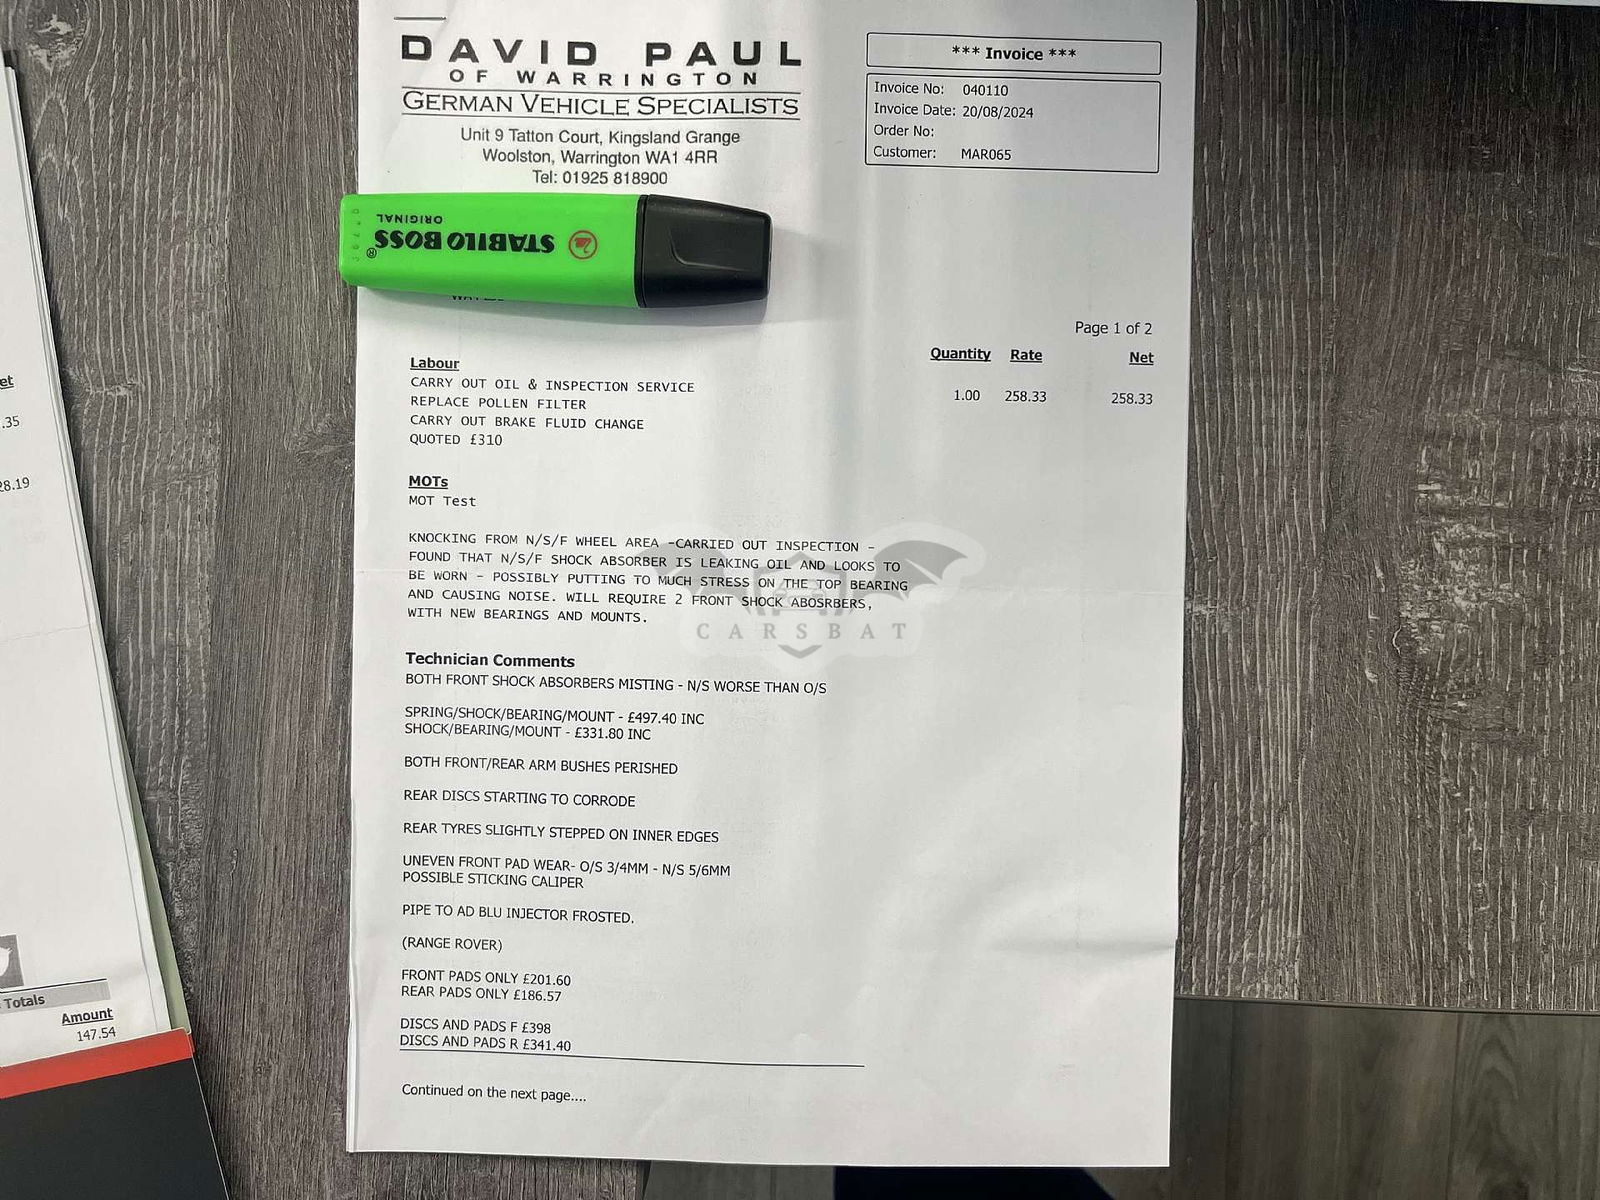 DAVID PAUL
OF WARRINGTON
GERMAN VEHICLE SPECIALISTS
Unit 9 Tatton Court, Kingsland Grange
Woolston, Warrington WA1 4RR
Tel: 01925 818900
*** Invoice ***
Invoice No: 040110
Invoice Date: 20/08/2024
Order No:
Customer: MAR065
STABILO BOSS®
ORIGINAL
Page 1 of 2
Quantity Rate Net
Labour
CARRY OUT OIL & INSPECTION SERVICE 1.00 258.33 258.33
REPLACE POLLEN FILTER
CARRY OUT BRAKE FLUID CHANGE
QUOTED £310
MOTs
MOT Test
KNOCKING FROM N/S/F WHEEL AREA -CARRIED OUT INSPECTION -
FOUND THAT N/S/F SHOCK ABSORBER IS LEAKING OIL AND LOOKS TO
BE WORN - POSSIBLY PUTTING TO MUCH STRESS ON THE TOP BEARING
AND CAUSING NOISE. WILL REQUIRE 2 FRONT SHOCK ABOSRBERS,
WITH NEW BEARINGS AND MOUNTS.
CARSBAT
Technician Comments
BOTH FRONT SHOCK ABSORBERS MISTING - N/S WORSE THAN O/S
SPRING/SHOCK/BEARING/MOUNT - £497.40 INC
SHOCK/BEARING/MOUNT - £331.80 INC
BOTH FRONT/REAR ARM BUSHES PERISHED
REAR DISCS STARTING TO CORRODE
REAR TYRES SLIGHTLY STEPPED ON INNER EDGES
UNEVEN FRONT PAD WEAR- O/S 3/4MM - N/S 5/6MM
POSSIBLE STICKING CALIPER
PIPE TO AD BLU INJECTOR FROSTED.
(RANGE ROVER)
FRONT PADS ONLY £201.60
REAR PADS ONLY £186.57
DISCS AND PADS F £398
DISCS AND PADS R £341.40
Continued on the next page....
et
.35
28.19
Totals
Amount
147.54